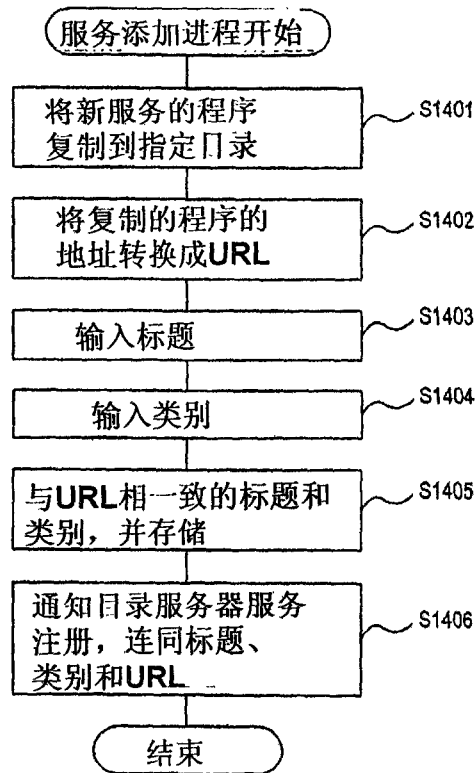 服务添加进程开始
将新服务的程序
复制到指定目录
S1401
将复制的程序的
地址转换成URL
S1402
输入标题
S1403
输入类别
S1404
与URL相一致的标题和
类别，并存储
S1405
通知目录服务器服务
注册，连同标题、
类别和URL
S1406
结束